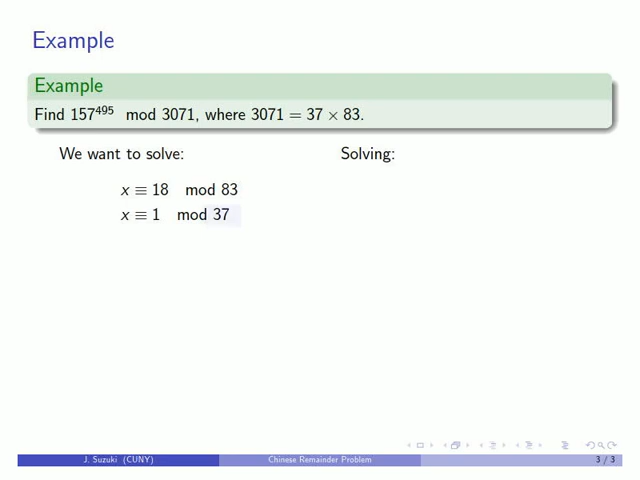 Example
Example
Find 157⁴⁹⁵ mod 3071, where 3071 = 37 × 83.
We want to solve:
Solving:
x ≡ 18 mod 83
x ≡ 1 mod 37
J. Suzuki (CUNY)
Chinese Remainder Problem
3 / 3